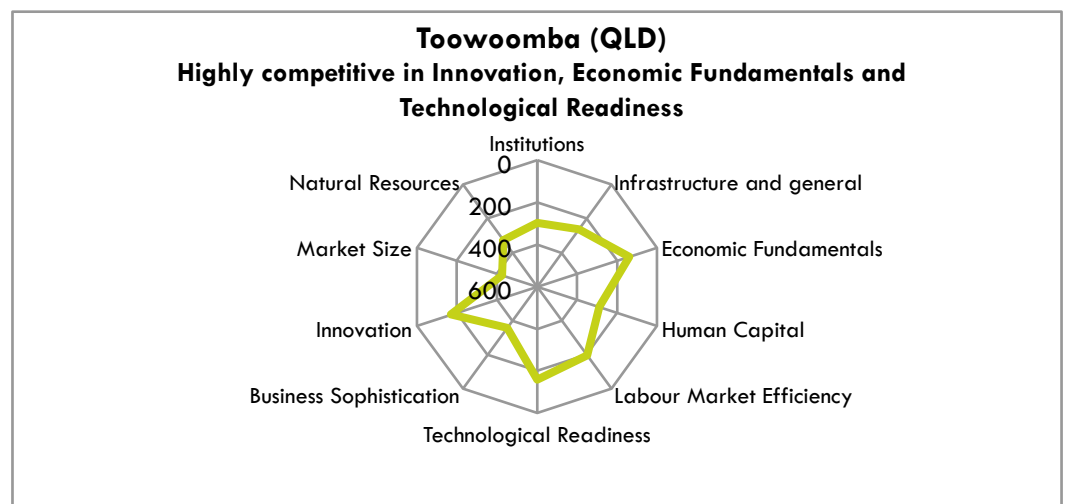 Toowoomba (QLD)
Highly competitive in Innovation, Economic Fundamentals and
Technological Readiness
Institutions
0
Natural Resources
Infrastructure and general
200
Market Size
400
Economic Fundamentals
600
Innovation
Human Capital
Business Sophistication
Labour Market Efficiency
Technological Readiness